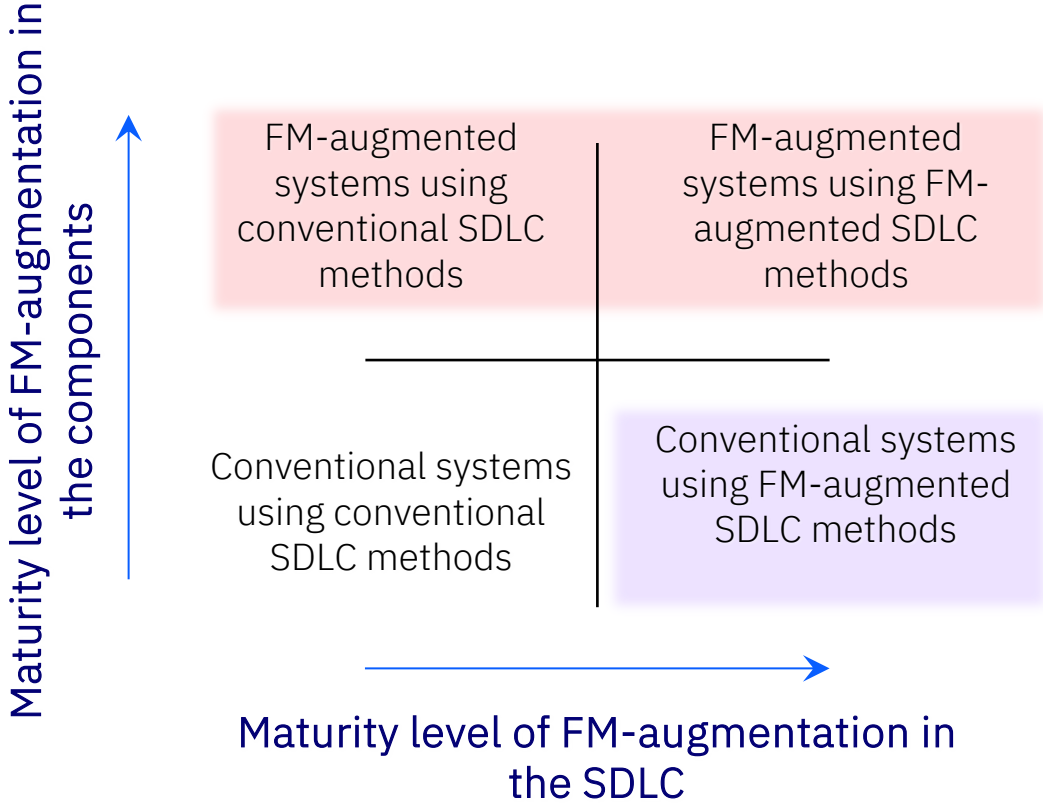 Maturity level of FM-augmentation in
the components
FM-augmented
systems using
conventional SDLC
methods
FM-augmented
systems using FM-
augmented SDLC
methods
Conventional systems
using conventional
SDLC methods
Conventional systems
using FM-augmented
SDLC methods
Maturity level of FM-augmentation in
the SDLC